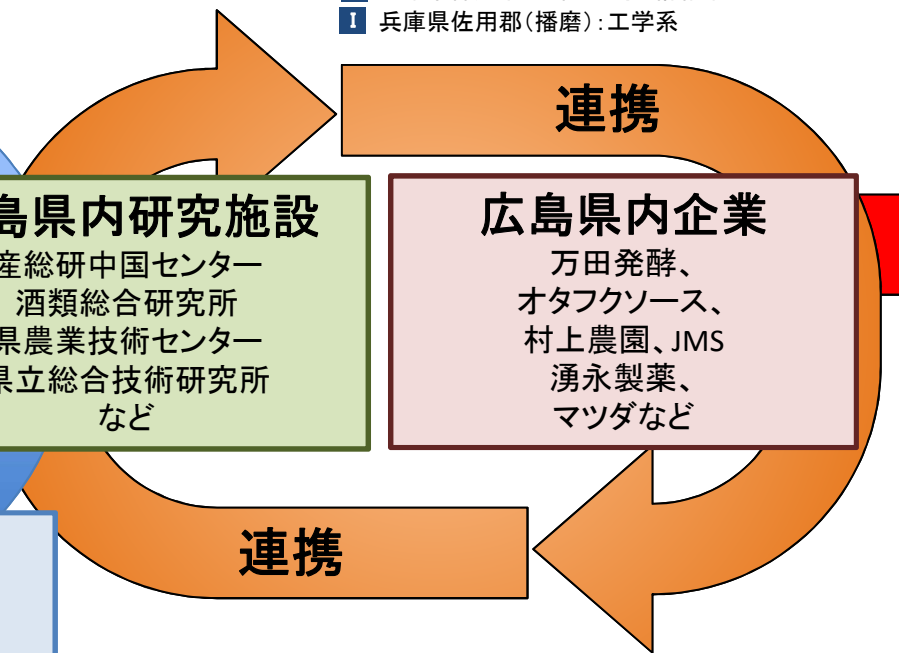 I 兵庫県佐用郡(播磨):工学系
連携
島県内研究施設
産総研中国センター
酒類総合研究所
県農業技術センター
県立総合技術研究所
など
広島県内企業
万田発酵、
オタフクソース、
村上農園、JMS
湧永製薬、
マツダなど
連携